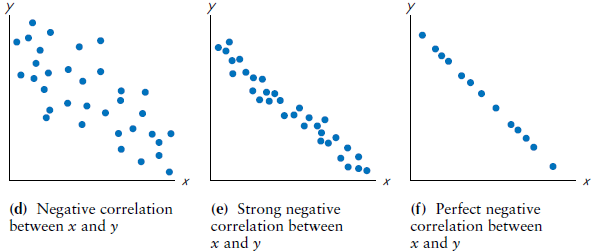 y
x
(d) Negative correlation
between x and y
y
x
(e) Strong negative
correlation between
x and y
y
x
(f) Perfect negative
correlation between
x and y